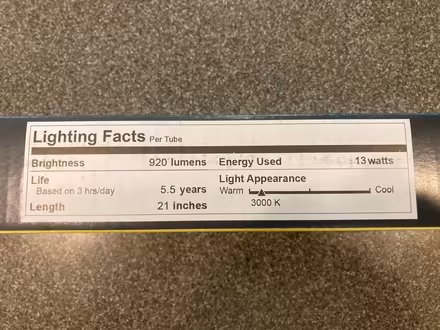 Lighting Facts Per Tube
Brightness 920 lumens Energy Used 13 watts
Life Light Appearance
Based on 3 hrs/day 5.5 years Warm Cool
Length 21 inches 3000 K